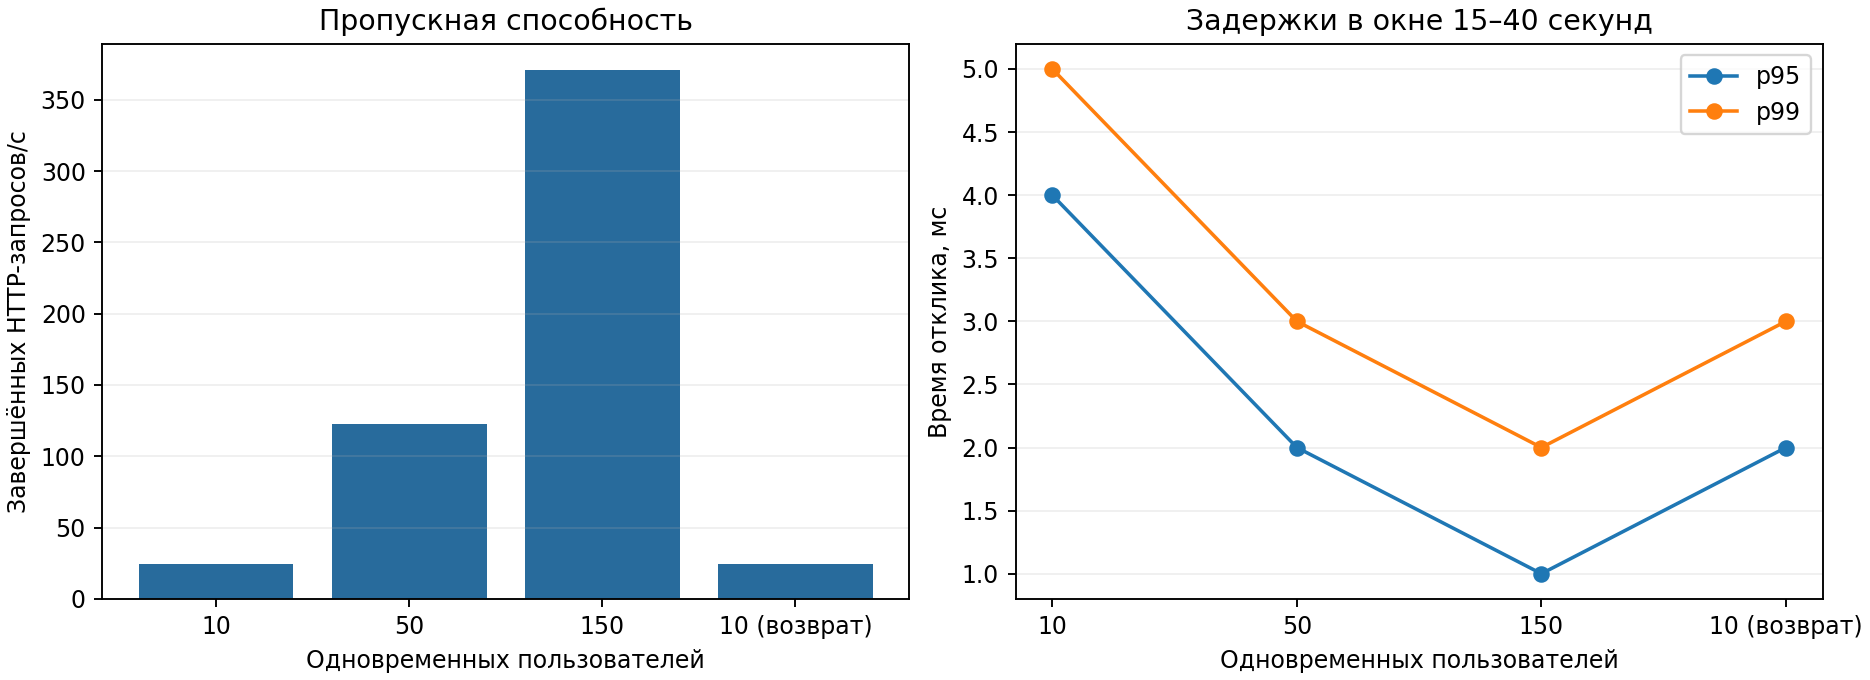 Пропускная способность
Завершённых HTTP-запросов/с
350
300
250
200
150
100
50
0
10
50
150
10 (возврат)
Одновременных пользователей
Задержки в окне 15–40 секунд
Время отклика, мс
5.0
4.5
4.0
3.5
3.0
2.5
2.0
1.5
1.0
p95
p99
10
50
150
10 (возврат)
Одновременных пользователей